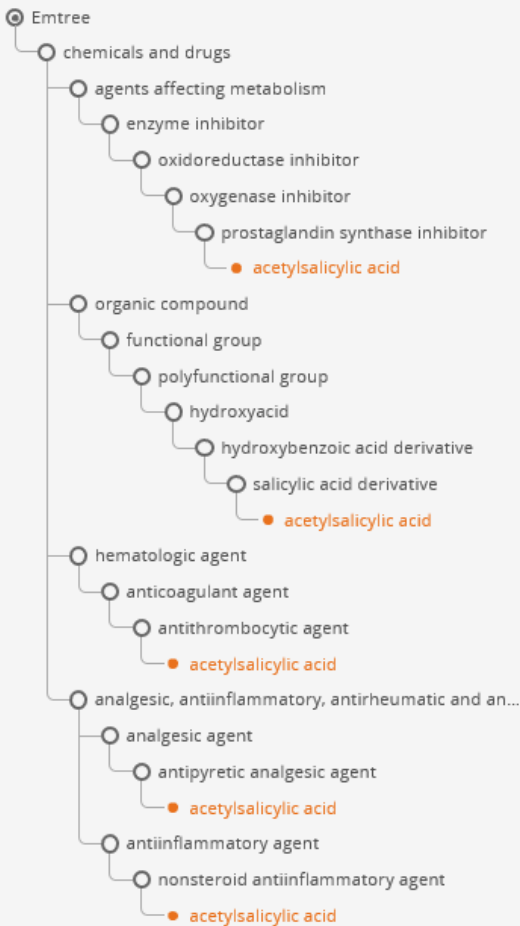 Emtree
chemicals and drugs
agents affecting metabolism
enzyme inhibitor
oxidoreductase inhibitor
oxygenase inhibitor
prostaglandin synthase inhibitor
acetylsalicylic acid
organic compound
functional group
polyfunctional group
hydroxyacid
hydroxybenzoic acid derivative
salicylic acid derivative
acetylsalicylic acid
hematologic agent
anticoagulant agent
antithrombocytic agent
acetylsalicylic acid
analgesic, antiinflammatory, antirheumatic and an...
analgesic agent
antipyretic analgesic agent
acetylsalicylic acid
antiinflammatory agent
nonsteroid antiinflammatory agent
acetylsalicylic acid